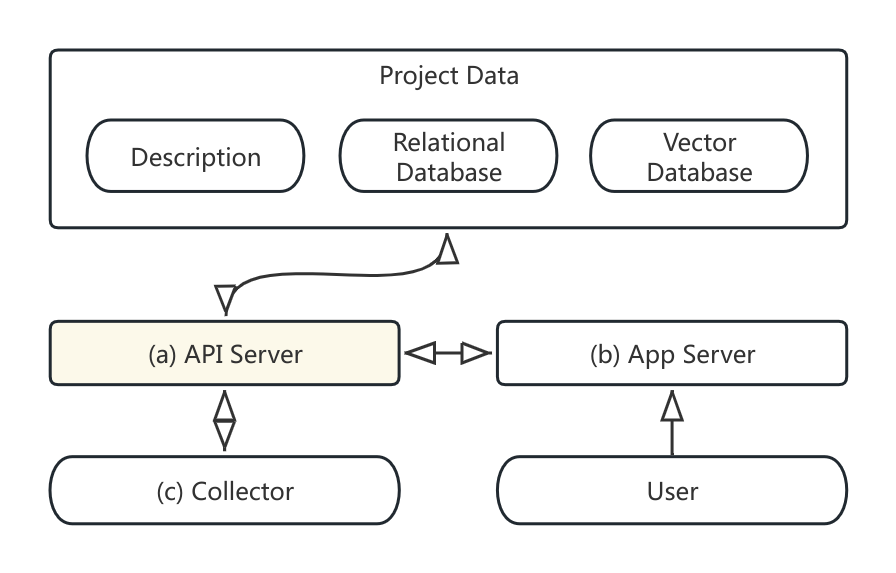 Project Data
Description
Relational
Database
Vector
Database
(a) API Server
(b) App Server
(c) Collector
User